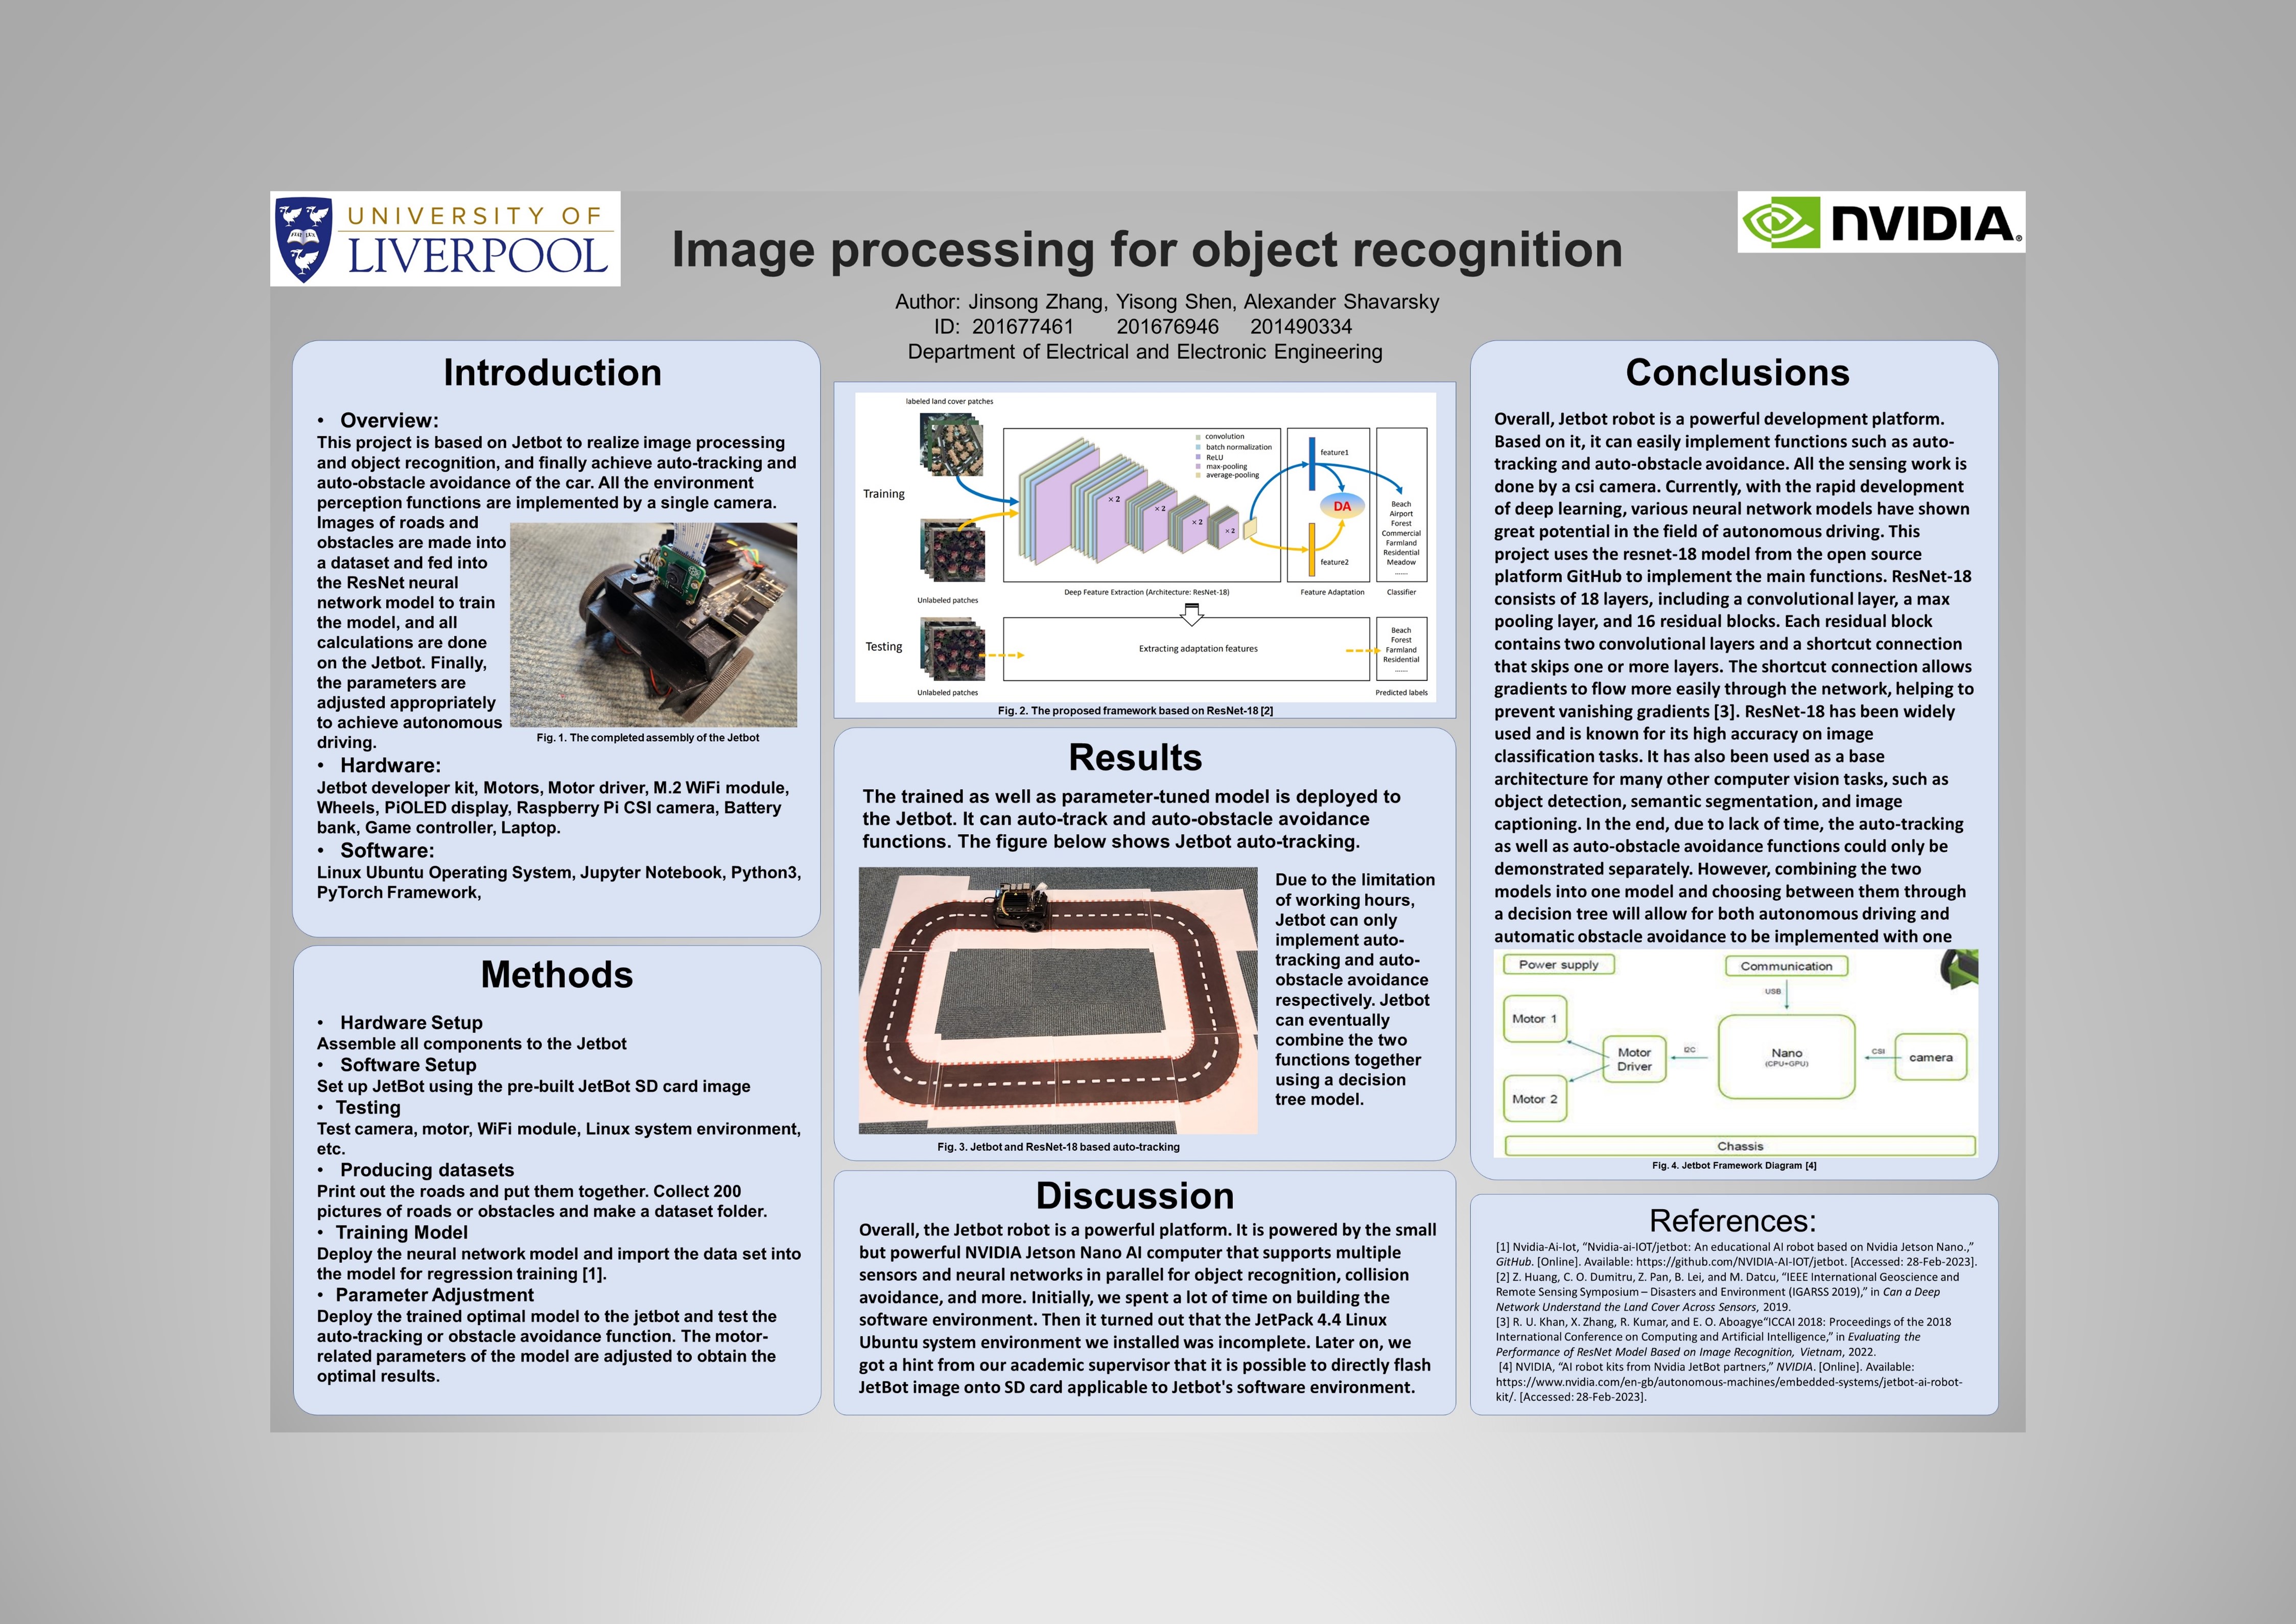 UNIVERSITY OF
LIVERPOOL
NVIDIA.
Image processing for object recognition
Author: Jinsong Zhang, Yisong Shen, Alexander Shavarsky
ID: 201677461 201676946 201490334
Department of Electrical and Electronic Engineering
Introduction
• Overview:
This project is based on Jetbot to realize image processing
and object recognition, and finally achieve auto-tracking and
auto-obstacle avoidance of the car. All the environment
perception functions are implemented by a single camera.
Images of roads and
obstacles are made into
a dataset and fed into
the ResNet neural
network model to train
the model, and all
calculations are done
on the Jetbot. Finally,
the parameters are
adjusted appropriately
to achieve autonomous
driving.
Fig. 1. The completed assembly of the Jetbot
• Hardware:
Jetbot developer kit, Motors, Motor driver, M.2 WiFi module,
Wheels, PiOLED display, Raspberry Pi CSI camera, Battery
bank, Game controller, Laptop.
• Software:
Linux Ubuntu Operating System, Jupyter Notebook, Python3,
PyTorch Framework,
Methods
• Hardware Setup
Assemble all components to the Jetbot
• Software Setup
Set up JetBot using the pre-built JetBot SD card image
• Testing
Test camera, motor, WiFi module, Linux system environment,
etc.
• Producing datasets
Print out the roads and put them together. Collect 200
pictures of roads or obstacles and make a dataset folder.
• Training Model
Deploy the neural network model and import the data set into
the model for regression training [1].
• Parameter Adjustment
Deploy the trained optimal model to the jetbot and test the
auto-tracking or obstacle avoidance function. The motor-
related parameters of the model are adjusted to obtain the
optimal results.
labeled land cover patches
Training
Unlabeled patches
convolution
batch normalization
ReLU
max-pooling
average-pooling
× 2
× 2
× 2
× 2
feature1
DA
feature2
Beach
Airport
Forest
Commercial
Farmland
Residential
Meadow
......
Deep Feature Extraction (Architecture: ResNet-18)
Feature Adaptation
Classifier
Testing
Unlabeled patches
Extracting adaptation features
Beach
Forest
Farmland
Residential
......
Predicted labels
Fig. 2. The proposed framework based on ResNet-18 [2]
Results
The trained as well as parameter-tuned model is deployed to
the Jetbot. It can auto-track and auto-obstacle avoidance
functions. The figure below shows Jetbot auto-tracking.
Due to the limitation
of working hours,
Jetbot can only
implement auto-
tracking and auto-
obstacle avoidance
respectively. Jetbot
can eventually
combine the two
functions together
using a decision
tree model.
Fig. 3. Jetbot and ResNet-18 based auto-tracking
Discussion
Overall, the Jetbot robot is a powerful platform. It is powered by the small
but powerful NVIDIA Jetson Nano AI computer that supports multiple
sensors and neural networks in parallel for object recognition, collision
avoidance, and more. Initially, we spent a lot of time on building the
software environment. Then it turned out that the JetPack 4.4 Linux
Ubuntu system environment we installed was incomplete. Later on, we
got a hint from our academic supervisor that it is possible to directly flash
JetBot image onto SD card applicable to Jetbot's software environment.
Conclusions
Overall, Jetbot robot is a powerful development platform.
Based on it, it can easily implement functions such as auto-
tracking and auto-obstacle avoidance. All the sensing work is
done by a csi camera. Currently, with the rapid development
of deep learning, various neural network models have shown
great potential in the field of autonomous driving. This
project uses the resnet-18 model from the open source
platform GitHub to implement the main functions. ResNet-18
consists of 18 layers, including a convolutional layer, a max
pooling layer, and 16 residual blocks. Each residual block
contains two convolutional layers and a shortcut connection
that skips one or more layers. The shortcut connection allows
gradients to flow more easily through the network, helping to
prevent vanishing gradients [3]. ResNet-18 has been widely
used and is known for its high accuracy on image
classification tasks. It has also been used as a base
architecture for many other computer vision tasks, such as
object detection, semantic segmentation, and image
captioning. In the end, due to lack of time, the auto-tracking
as well as auto-obstacle avoidance functions could only be
demonstrated separately. However, combining the two
models into one model and choosing between them through
a decision tree will allow for both autonomous driving and
automatic obstacle avoidance to be implemented with one
Power supply
Communication
USB
Motor 1
Motor
Driver
I2C
Nano
(CPU+GPU)
CSI
camera
Motor 2
Chassis
Fig. 4. Jetbot Framework Diagram [4]
References:
[1] Nvidia-Ai-Iot, “Nvidia-ai-IOT/jetbot: An educational AI robot based on Nvidia Jetson Nano.,”
GitHub. [Online]. Available: https://github.com/NVIDIA-AI-IOT/jetbot. [Accessed: 28-Feb-2023].
[2] Z. Huang, C. O. Dumitru, Z. Pan, B. Lei, and M. Datcu, “IEEE International Geoscience and
Remote Sensing Symposium – Disasters and Environment (IGARSS 2019),” in Can a Deep
Network Understand the Land Cover Across Sensors, 2019.
[3] R. U. Khan, X. Zhang, R. Kumar, and E. O. Aboagye“ICCAI 2018: Proceedings of the 2018
International Conference on Computing and Artificial Intelligence,” in Evaluating the
Performance of ResNet Model Based on Image Recognition, Vietnam, 2022.
[4] NVIDIA, “AI robot kits from Nvidia JetBot partners,” NVIDIA. [Online]. Available:
https://www.nvidia.com/en-gb/autonomous-machines/embedded-systems/jetbot-ai-robot-
kit/. [Accessed: 28-Feb-2023].